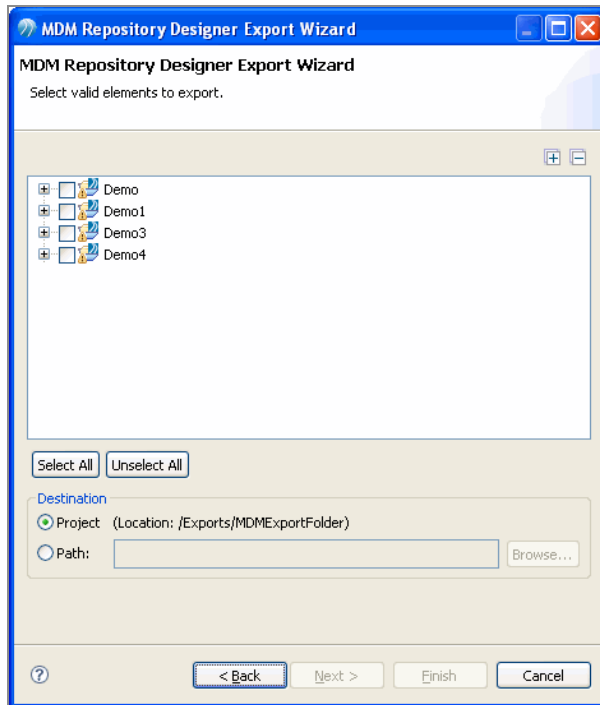 MDM Repository Designer Export Wizard
MDM Repository Designer Export Wizard
Select valid elements to export.
Demo
Demo1
Demo3
Demo4
Select All Unselect All
Destination
Project (Location: /Exports/MDMExportFolder)
Path: Browse...
< Back Next > Finish Cancel